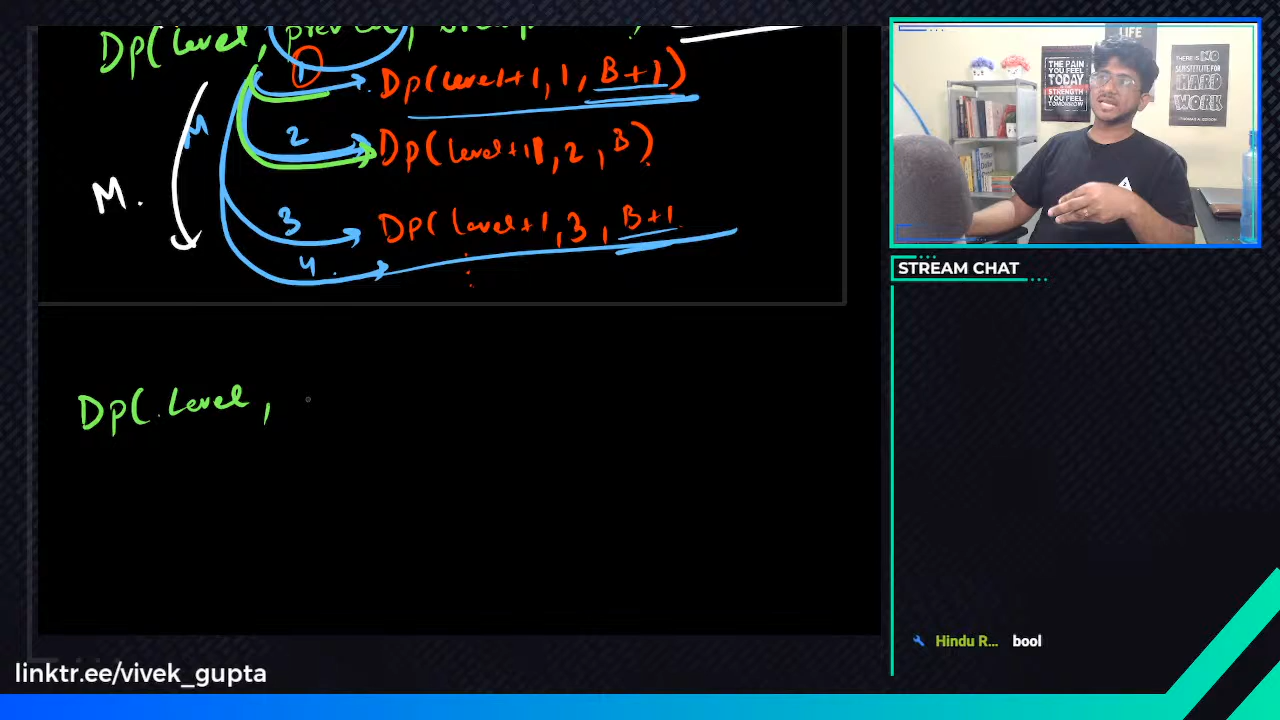 Dp(Level,
1 Dp(Level+1, 1, B+1)
M
2 Dp(Level+1, 2, B)
M.
3 Dp(Level+1, 3, B+1
4
Dp(.Level,
LIFE
THE PAIN
YOU FEEL
TODAY
STRENGTH
YOU FEEL
TOMORROW
THERE IS NO
SUBSTITUTE FOR
HARD
WORK
STREAM CHAT
Hindu R... bool
linktr.ee/vivek_gupta